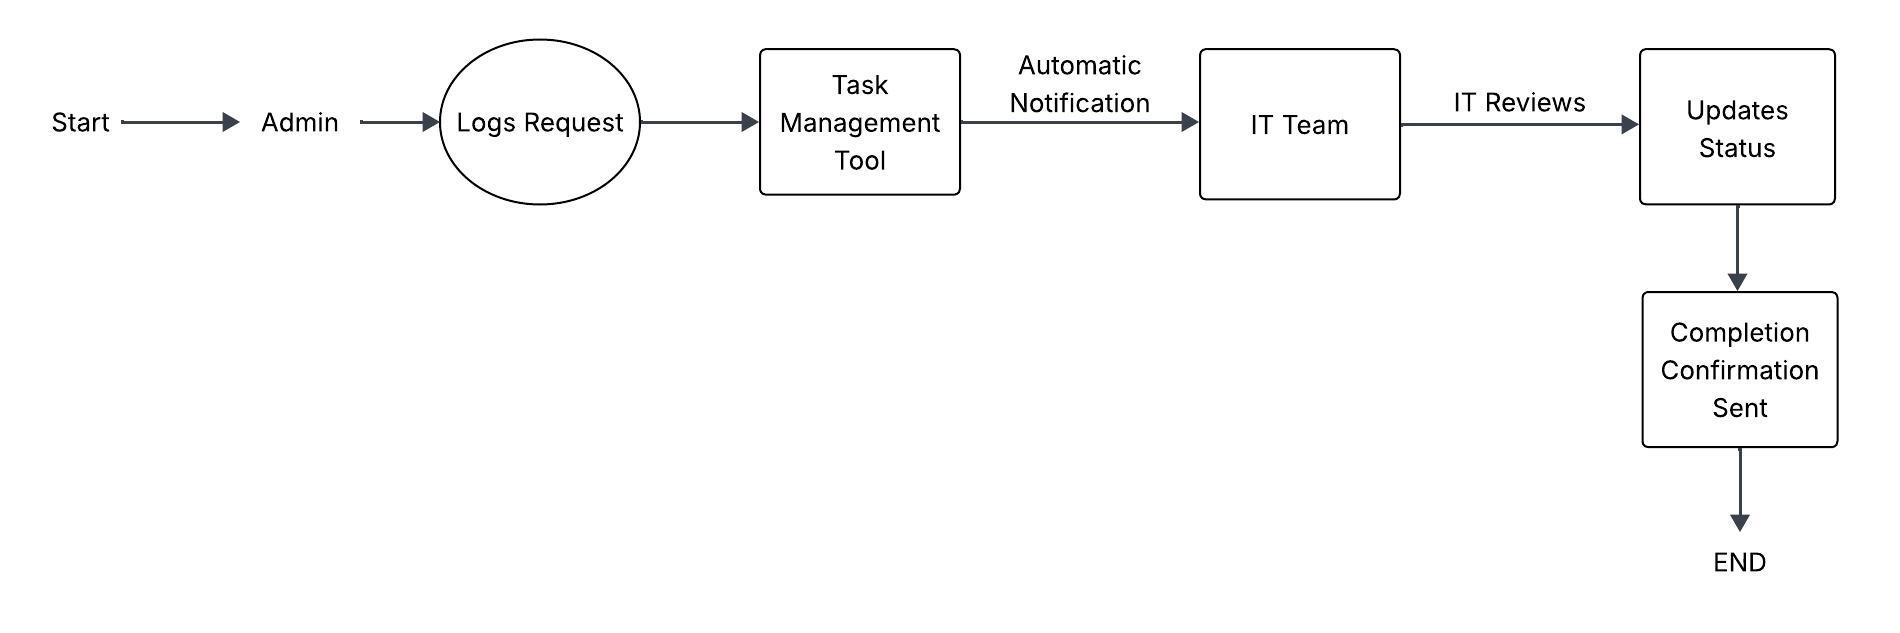 Start
Admin
Logs Request
Task
Management
Tool
Automatic
Notification
IT Team
IT Reviews
Updates
Status
Completion
Confirmation
Sent
END